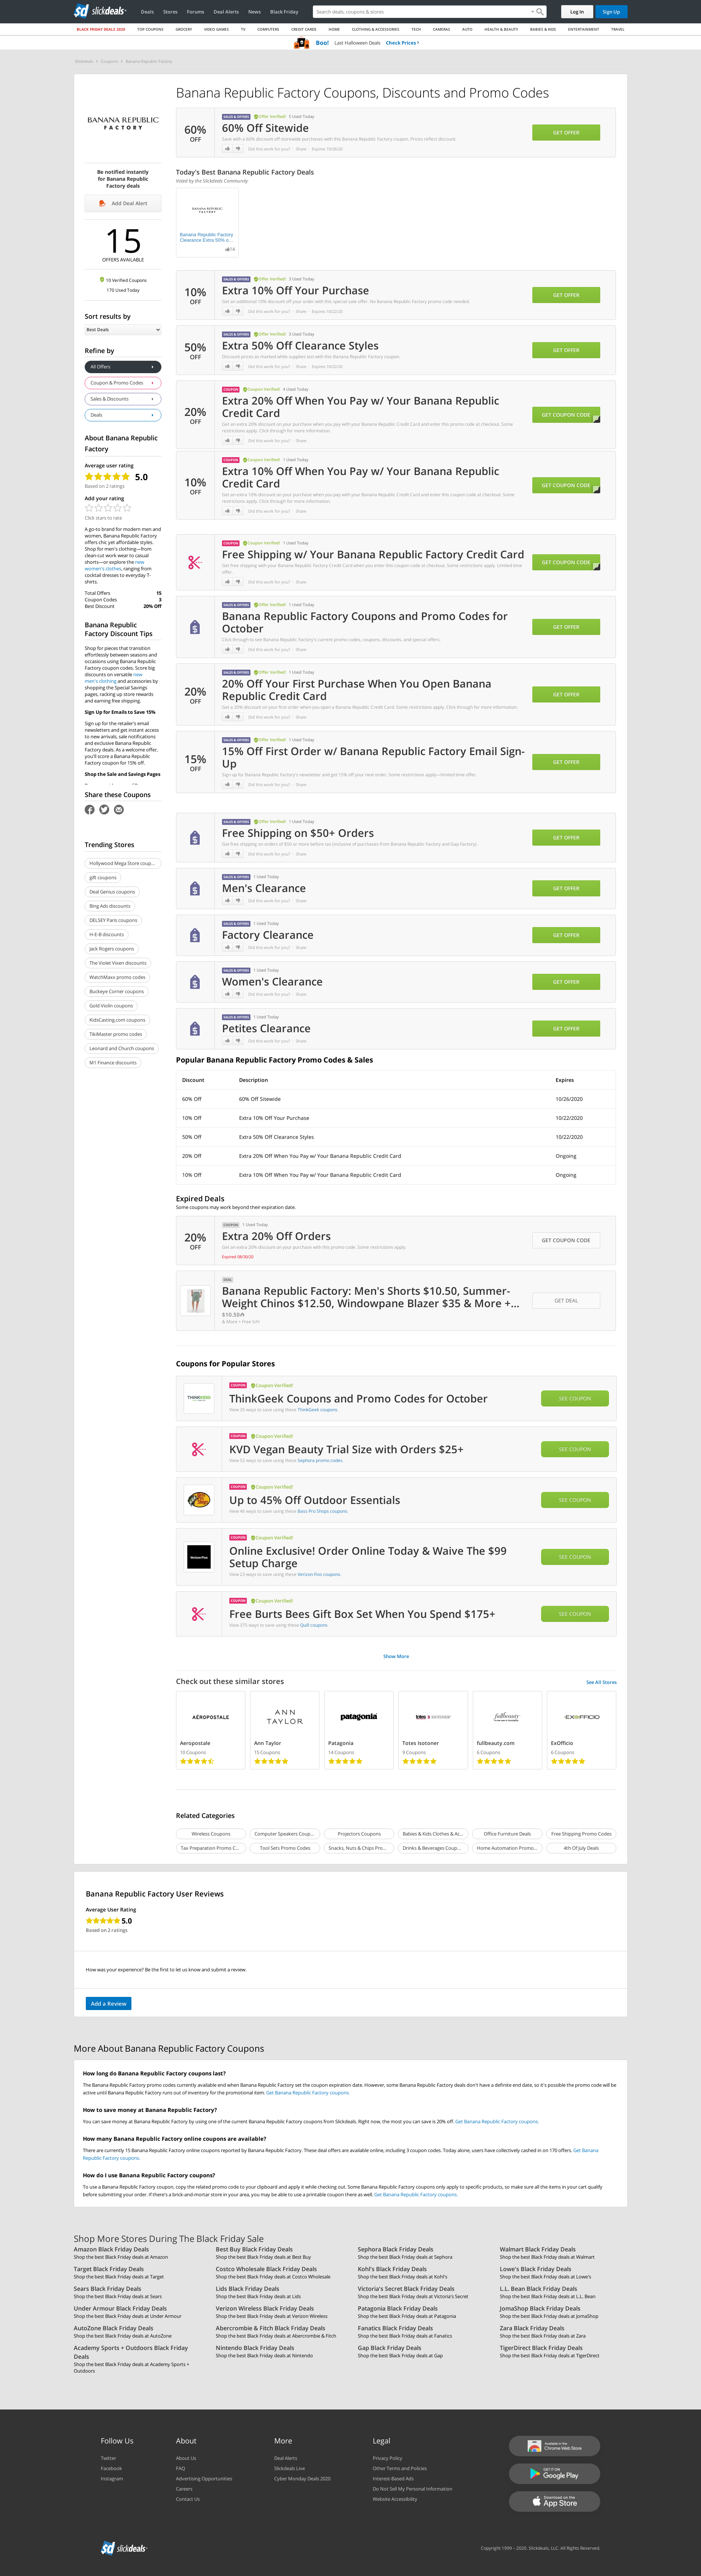 slickdeals
Deals
Stores
Forums
Deal Alerts
News
Black Friday
Search deals, coupons & stores
Log In
Sign Up
BLACK FRIDAY DEALS 2020
TOP COUPONS
GROCERY
VIDEO GAMES
TV
COMPUTERS
CREDIT CARDS
HOME
CLOTHING & ACCESSORIES
TECH
CAMERAS
AUTO
HEALTH & BEAUTY
BABIES & KIDS
ENTERTAINMENT
TRAVEL
Boo! Last Halloween Deals Check Prices
Slickdeals > Coupons > Banana Republic Factory
BANANA REPUBLIC
FACTORY
Be notified instantly
for Banana Republic
Factory deals
Add Deal Alert
15
OFFERS AVAILABLE
10 Verified Coupons
170 Used Today
Sort results by
Best Deals
Refine by
All Offers
Coupon & Promo Codes
Sales & Discounts
Deals
About Banana Republic
Factory
Average user rating
5.0
Based on 2 ratings
Add your rating
Click stars to rate
A go-to brand for modern men and
women, Banana Republic Factory
offers chic yet affordable styles.
Shop for men's clothing—from
clean-cut work wear to casual
shorts—or explore the new
women's clothes, ranging from
cocktail dresses to everyday T-
shirts.
Total Offers 15
Coupon Codes 3
Best Discount 20% Off
Banana Republic
Factory Discount Tips
Shop for pieces that transition
effortlessly between seasons and
occasions using Banana Republic
Factory coupon codes. Score big
discounts on versatile new
men's clothing and accessories by
shopping the Special Savings
pages, racking up store rewards
and earning free shipping.
Sign Up for Emails to Save 15%
Sign up for the retailer's email
newsletters and get instant access
to new arrivals, sale notifications
and exclusive Banana Republic
Factory deals. As a welcome offer,
you'll score a Banana Republic
Factory coupon for 15% off.
Shop the Sale and Savings Pages
Share these Coupons
Trending Stores
Hollywood Mega Store coup...
gift coupons
Deal Genius coupons
Bing Ads discounts
DELSEY Paris coupons
H-E-B discounts
Jack Rogers coupons
The Violet Vixen discounts
WatchMaxx promo codes
Buckeye Corner coupons
Gold Violin coupons
KidsCasting.com coupons
TikiMaster promo codes
Leonard and Church coupons
M1 Finance discounts
Banana Republic Factory Coupons, Discounts and Promo Codes
60%
OFF
SALES & OFFERS Offer Verified! 5 Used Today
60% Off Sitewide
Save with a 60% discount off storewide purchases with this Banana Republic Factory coupon. Prices reflect discount.
Did this work for you? · Share · Expires 10/26/20
GET OFFER
Today's Best Banana Republic Factory Deals
Voted by the Slickdeals Community
BANANA REPUBLIC
FACTORY
Banana Republic Factory
Clearance Extra 50% o...
14
10%
OFF
SALES & OFFERS Offer Verified! 3 Used Today
Extra 10% Off Your Purchase
Get an additional 10% discount off your order with this special sale offer. No Banana Republic Factory promo code needed.
Did this work for you? · Share · Expires 10/22/20
GET OFFER
50%
OFF
SALES & OFFERS Offer Verified! 3 Used Today
Extra 50% Off Clearance Styles
Discount prices as marked while supplies last with this Banana Republic Factory coupon.
Did this work for you? · Share · Expires 10/22/20
GET OFFER
20%
OFF
COUPON Coupon Verified! 4 Used Today
Extra 20% Off When You Pay w/ Your Banana Republic
Credit Card
Get an extra 20% discount on your purchase when you pay with your Banana Republic Credit Card and enter this promo code at checkout. Some
restrictions apply. Click through for more information.
Did this work for you? · Share
GET COUPON CODE
10%
OFF
COUPON Coupon Verified! 1 Used Today
Extra 10% Off When You Pay w/ Your Banana Republic
Credit Card
Get an extra 10% discount on your purchase when you pay with your Banana Republic Card and enter this coupon code at checkout. Some
restrictions apply. Click through for more information.
Did this work for you? · Share
GET COUPON CODE
COUPON Coupon Verified! 1 Used Today
Free Shipping w/ Your Banana Republic Factory Credit Card
Get free shipping with your Banana Republic Factory Credit Card when you enter this coupon code at checkout. Some restrictions apply. Limited time
offer.
Did this work for you? · Share
GET COUPON CODE
SALES & OFFERS Offer Verified! 1 Used Today
Banana Republic Factory Coupons and Promo Codes for
October
Click through to see Banana Republic Factory's current promo codes, coupons, discounts, and special offers.
Did this work for you? · Share
GET OFFER
20%
OFF
SALES & OFFERS Offer Verified! 1 Used Today
20% Off Your First Purchase When You Open Banana
Republic Credit Card
Get a 20% discount on your first order when you open a Banana Republic Credit Card. Some restrictions apply. Click through for more information.
Did this work for you? · Share
GET OFFER
15%
OFF
SALES & OFFERS Offer Verified! 1 Used Today
15% Off First Order w/ Banana Republic Factory Email Sign-
Up
Sign up for Banana Republic Factory's newsletter and get 15% off your next order. Some restrictions apply—limited time offer.
Did this work for you? · Share
GET OFFER
SALES & OFFERS Offer Verified! 1 Used Today
Free Shipping on $50+ Orders
Get free shipping on orders of $50 or more before tax (inclusive of purchases from Banana Republic Factory and Gap Factory).
Did this work for you? · Share
GET OFFER
SALES & OFFERS 1 Used Today
Men's Clearance
Did this work for you? · Share
GET OFFER
SALES & OFFERS 1 Used Today
Factory Clearance
Did this work for you? · Share
GET OFFER
SALES & OFFERS 1 Used Today
Women's Clearance
Did this work for you? · Share
GET OFFER
SALES & OFFERS 1 Used Today
Petites Clearance
Did this work for you? · Share
GET OFFER
Popular Banana Republic Factory Promo Codes & Sales
Discount Description Expires
60% Off 60% Off Sitewide 10/26/2020
10% Off Extra 10% Off Your Purchase 10/22/2020
50% Off Extra 50% Off Clearance Styles 10/22/2020
20% Off Extra 20% Off When You Pay w/ Your Banana Republic Credit Card Ongoing
10% Off Extra 10% Off When You Pay w/ Your Banana Republic Credit Card Ongoing
Expired Deals
Some coupons may work beyond their expiration date.
20%
OFF
COUPON 1 Used Today
Extra 20% Off Orders
Get an extra 20% discount on your purchase with this promo code. Some restrictions apply.
Expired 08/30/20
GET COUPON CODE
DEAL
Banana Republic Factory: Men's Shorts $10.50, Summer-
Weight Chinos $12.50, Windowpane Blazer $35 & More +...
& More + Free S/H
GET DEAL
Coupons for Popular Stores
THINKGEEK
COUPON Coupon Verified!
ThinkGeek Coupons and Promo Codes for October
View 20 ways to save using these ThinkGeek coupons.
SEE COUPON
COUPON Coupon Verified!
KVD Vegan Beauty Trial Size with Orders $25+
View 52 ways to save using these Sephora promo codes.
SEE COUPON
COUPON Coupon Verified!
Up to 45% Off Outdoor Essentials
View 40 ways to save using these Bass Pro Shops coupons.
SEE COUPON
COUPON Coupon Verified!
Online Exclusive! Order Online Today & Waive The $99
Setup Charge
View 23 ways to save using these Verizon Fios coupons.
SEE COUPON
COUPON Coupon Verified!
Free Burts Bees Gift Box Set When You Spend $175+
View 275 ways to save using these Quill coupons.
SEE COUPON
Show More
Check out these similar stores
See All Stores
AÉROPOSTALE
Aeropostale
10 Coupons
ANN
TAYLOR
Ann Taylor
15 Coupons
patagonia
Patagonia
14 Coupons
totes
Totes Isotoner
9 Coupons
fullbeauty
fullbeauty.com
6 Coupons
EXOFFICIO
ExOfficio
6 Coupons
Related Categories
Wireless Coupons
Computer Speakers Coup...
Projectors Coupons
Babies & Kids Clothes & Ac...
Office Furniture Deals
Free Shipping Promo Codes
Tax Preparation Promo C...
Tool Sets Promo Codes
Snacks, Nuts & Chips Pro...
Drinks & Beverages Coup...
Home Automation Promo...
4th Of July Deals
Banana Republic Factory User Reviews
Average User Rating
5.0
Based on 2 ratings
How was your experience? Be the first to let us know and submit a review.
Add a Review
More About Banana Republic Factory Coupons
How long do Banana Republic Factory coupons last?
The Banana Republic Factory promo codes currently available end when expired and end when Banana Republic Factory set the coupon expiration date. However, some Banana Republic Factory deals don't have a definite end date, so it's possible the promo code will be
active until Banana Republic Factory runs out of inventory for the promotional item. Get Banana Republic Factory coupons.
How to save money at Banana Republic Factory?
You can save money at Banana Republic Factory by using one of the current Banana Republic Factory coupons from Slickdeals. Right now, the most you can save is 20% off. Get Banana Republic Factory coupons.
How many Banana Republic Factory online coupons are available?
There are currently 15 Banana Republic Factory online coupons reported by Banana Republic Factory. These deal offers are available online, including 3 coupon codes. Today alone, users have collectively cashed in on 170 offers. Get Banana
Republic Factory coupons.
How do I use Banana Republic Factory coupons?
To use a Banana Republic Factory coupon, copy the related promo code to your clipboard and apply it while checking out. Some Banana Republic Factory coupons only apply to specific products, so make sure all the items in your cart qualify
before submitting your order. If there's a brick-and-mortar store in your area, you may be able to use a printable coupon there as well. Get Banana Republic Factory coupons.
Shop More Stores During The Black Friday Sale
Amazon Black Friday Deals
Shop the best Black Friday deals at Amazon
Best Buy Black Friday Deals
Shop the best Black Friday deals at Best Buy
Sephora Black Friday Deals
Shop the best Black Friday deals at Sephora
Walmart Black Friday Deals
Shop the best Black Friday deals at Walmart
Target Black Friday Deals
Shop the best Black Friday deals at Target
Costco Wholesale Black Friday Deals
Shop the best Black Friday deals at Costco Wholesale
Kohl's Black Friday Deals
Shop the best Black Friday deals at Kohl's
Lowe's Black Friday Deals
Shop the best Black Friday deals at Lowe's
Sears Black Friday Deals
Shop the best Black Friday deals at Sears
Lids Black Friday Deals
Shop the best Black Friday deals at Lids
Victoria's Secret Black Friday Deals
Shop the best Black Friday deals at Victoria's Secret
L.L. Bean Black Friday Deals
Shop the best Black Friday deals at L.L. Bean
Under Armour Black Friday Deals
Shop the best Black Friday deals at Under Armour
Verizon Wireless Black Friday Deals
Shop the best Black Friday deals at Verizon Wireless
Patagonia Black Friday Deals
Shop the best Black Friday deals at Patagonia
JomaShop Black Friday Deals
Shop the best Black Friday deals at JomaShop
AutoZone Black Friday Deals
Shop the best Black Friday deals at AutoZone
Abercrombie & Fitch Black Friday Deals
Shop the best Black Friday deals at Abercrombie & Fitch
Fanatics Black Friday Deals
Shop the best Black Friday deals at Fanatics
Zara Black Friday Deals
Shop the best Black Friday deals at Zara
Academy Sports + Outdoors Black Friday
Deals
Shop the best Black Friday deals at Academy Sports +
Outdoors
Nintendo Black Friday Deals
Shop the best Black Friday deals at Nintendo
Gap Black Friday Deals
Shop the best Black Friday deals at Gap
TigerDirect Black Friday Deals
Shop the best Black Friday deals at TigerDirect
Follow Us
Twitter
Facebook
Instagram
About
About Us
FAQ
Advertising Opportunities
Careers
Contact Us
More
Deal Alerts
Slickdeals Live
Cyber Monday Deals 2020
Legal
Privacy Policy
Other Terms and Policies
Interest-Based Ads
Do Not Sell My Personal Information
Website Accessibility
Available in the
Chrome Web Store
GET IT ON
Google Play
Download on the
App Store
slickdeals
Copyright 1999 – 2020. Slickdeals, LLC. All Rights Reserved.